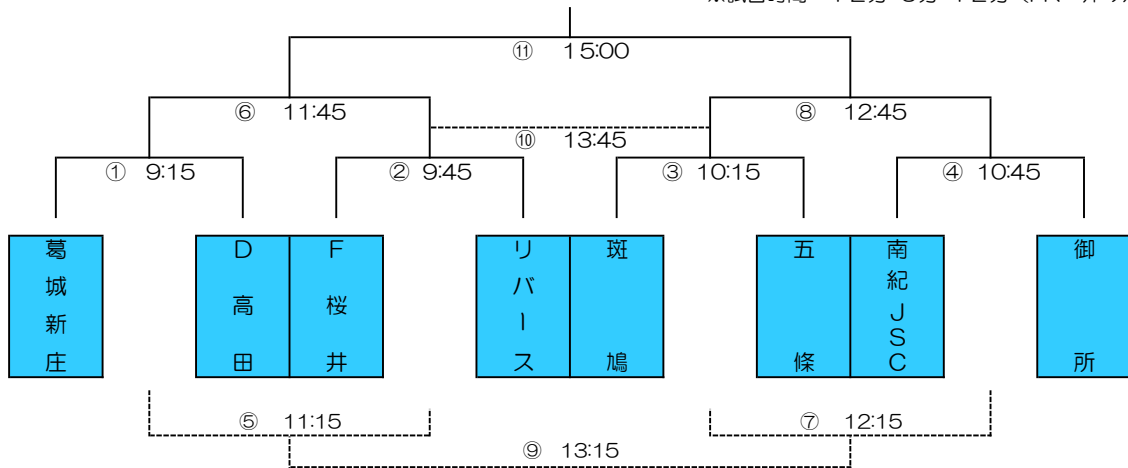 ⑪ 15:00
⑥ 11:45
⑧ 12:45
⑩ 13:45
① 9:15
② 9:45
③ 10:15
④ 10:45
葛城新庄
D高田
F桜井
リバース
斑鳩
五條
南紀JSC
御所
⑤ 11:15
⑦ 12:15
⑨ 13:15